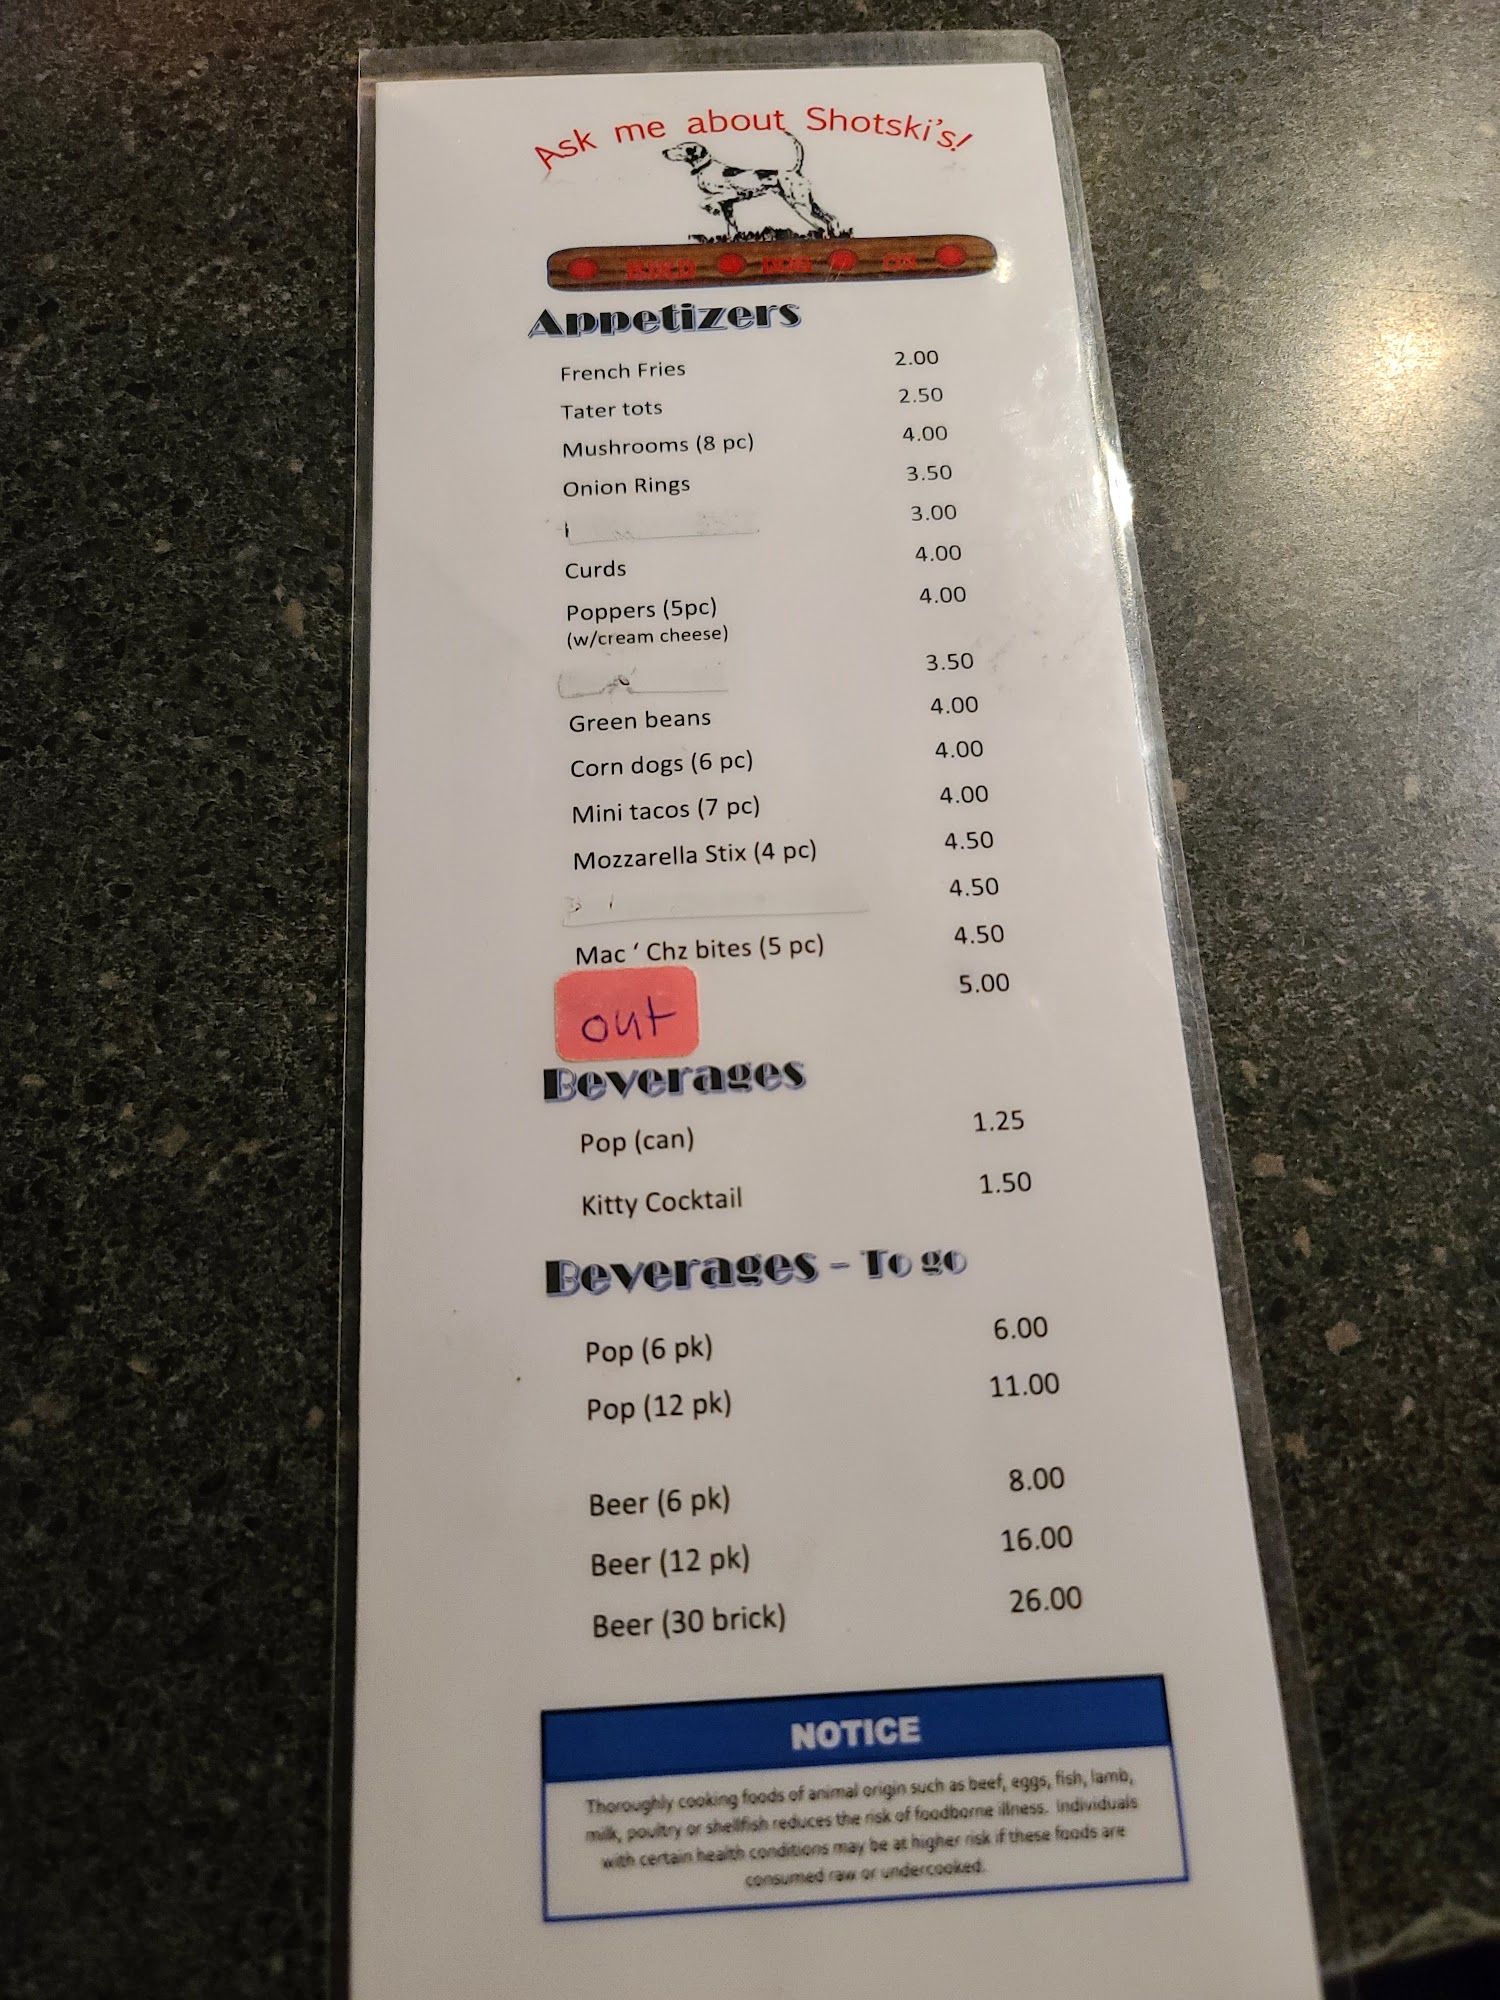 Ask me about Shotski's!
BIRD DOG
Appetizers
French Fries 2.00
Tater tots 2.50
Mushrooms (8 pc) 4.00
Onion Rings 3.50
3.00
Curds 4.00
Poppers (5pc) 4.00
(w/cream cheese)
3.50
Green beans 4.00
Corn dogs (6 pc) 4.00
Mini tacos (7 pc) 4.00
Mozzarella Stix (4 pc) 4.50
4.50
Mac ‘ Chz bites (5 pc) 4.50
out 5.00
Beverages
Pop (can) 1.25
Kitty Cocktail 1.50
Beverages – To go
Pop (6 pk) 6.00
Pop (12 pk) 11.00
Beer (6 pk) 8.00
Beer (12 pk) 16.00
Beer (30 brick) 26.00
NOTICE
Thoroughly cooking foods of animal origin such as beef, eggs, fish, lamb,
milk, poultry or shellfish reduces the risk of foodborne illness. Individuals
with certain health conditions may be at higher risk if these foods are
consumed raw or undercooked.